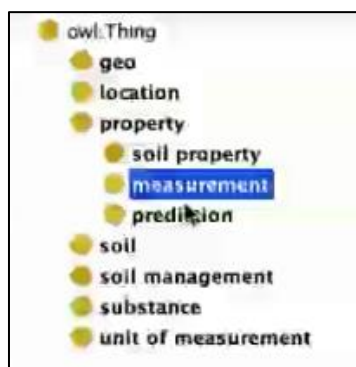 owl:Thing
geo
location
property
soil property
measurement
prediction
soil
soil management
substance
unit of measurement